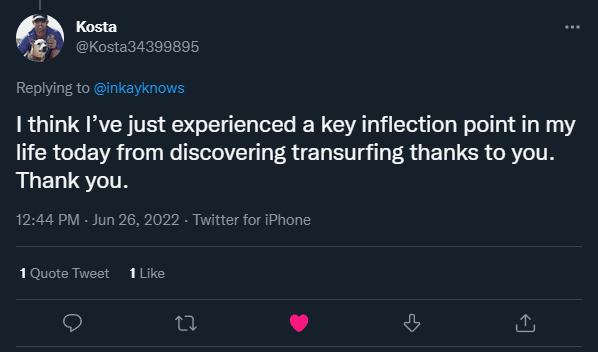 Kosta
@Kosta34399895
Replying to @inkayknows
I think I’ve just experienced a key inflection point in my
life today from discovering transurfing thanks to you.
Thank you.
12:44 PM · Jun 26, 2022 · Twitter for iPhone
1 Quote Tweet 1 Like